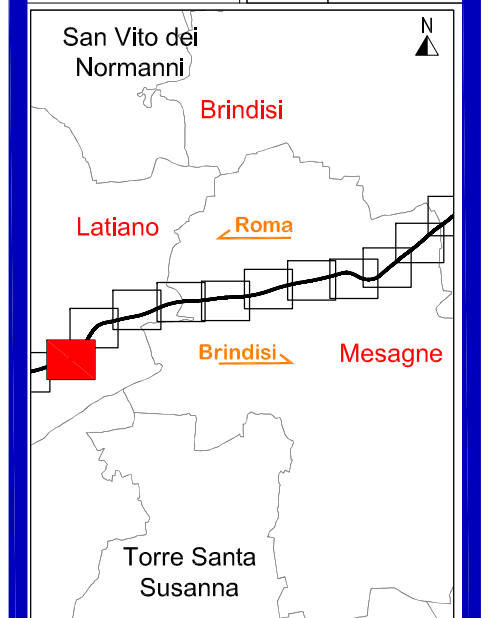 San Vito dei
Normanni
N
Brindisi
Latiano
Roma
Brindisi
Mesagne
Torre Santa
Susanna